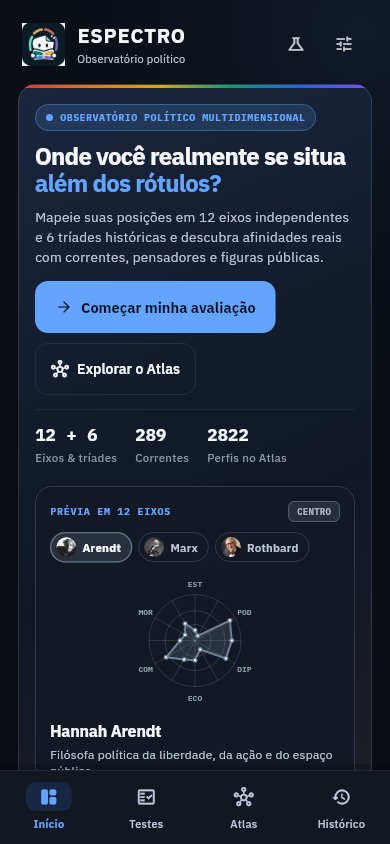 ESPECTRO
Observatório político
OBSERVATÓRIO POLÍTICO MULTIDIMENSIONAL
Onde você realmente se situa
além dos rótulos?
Mapeie suas posições em 12 eixos independentes
e 6 tríades históricas e descubra afinidades reais
com correntes, pensadores e figuras públicas.
Começar minha avaliação
Explorar o Atlas
12 + 6
Eixos & tríades
289
Correntes
2822
Perfis no Atlas
PRÉVIA EM 12 EIXOS
CENTRO
Arendt
Marx
Rothbard
EST
MOR
POD
COM
DIP
ECO
Hannah Arendt
Filósofa política da liberdade, da ação e do espaço
Início
Testes
Atlas
Histórico